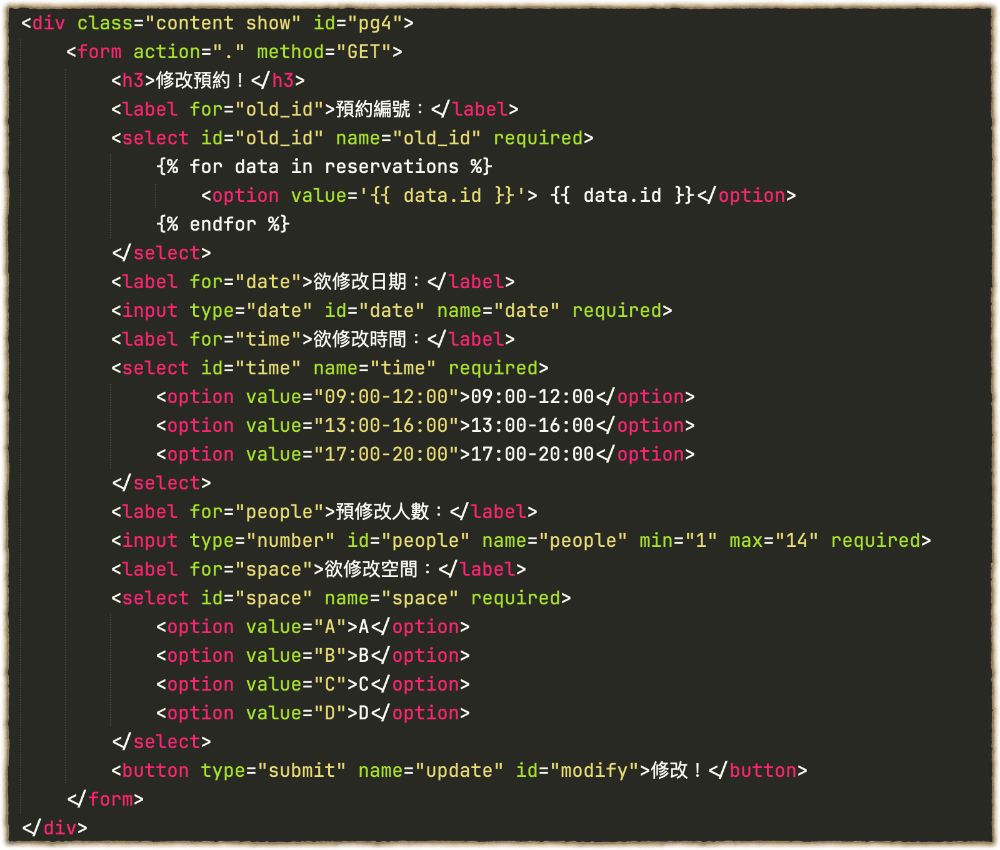 <div class="content show" id="pg4">
    <form action="." method="GET">
        <h3>修改預約！</h3>
        <label for="old_id">預約編號：</label>
        <select id="old_id" name="old_id" required>
            {% for data in reservations %}
                <option value='{{ data.id }}'> {{ data.id }}</option>
            {% endfor %}
        </select>
        <label for="date">欲修改日期：</label>
        <input type="date" id="date" name="date" required>
        <label for="time">欲修改時間：</label>
        <select id="time" name="time" required>
            <option value="09:00-12:00">09:00-12:00</option>
            <option value="13:00-16:00">13:00-16:00</option>
            <option value="17:00-20:00">17:00-20:00</option>
        </select>
        <label for="people">預修改人數：</label>
        <input type="number" id="people" name="people" min="1" max="14" required>
        <label for="space">欲修改空間：</label>
        <select id="space" name="space" required>
            <option value="A">A</option>
            <option value="B">B</option>
            <option value="C">C</option>
            <option value="D">D</option>
        </select>
        <button type="submit" name="update" id="modify">修改！</button>
    </form>
</div>